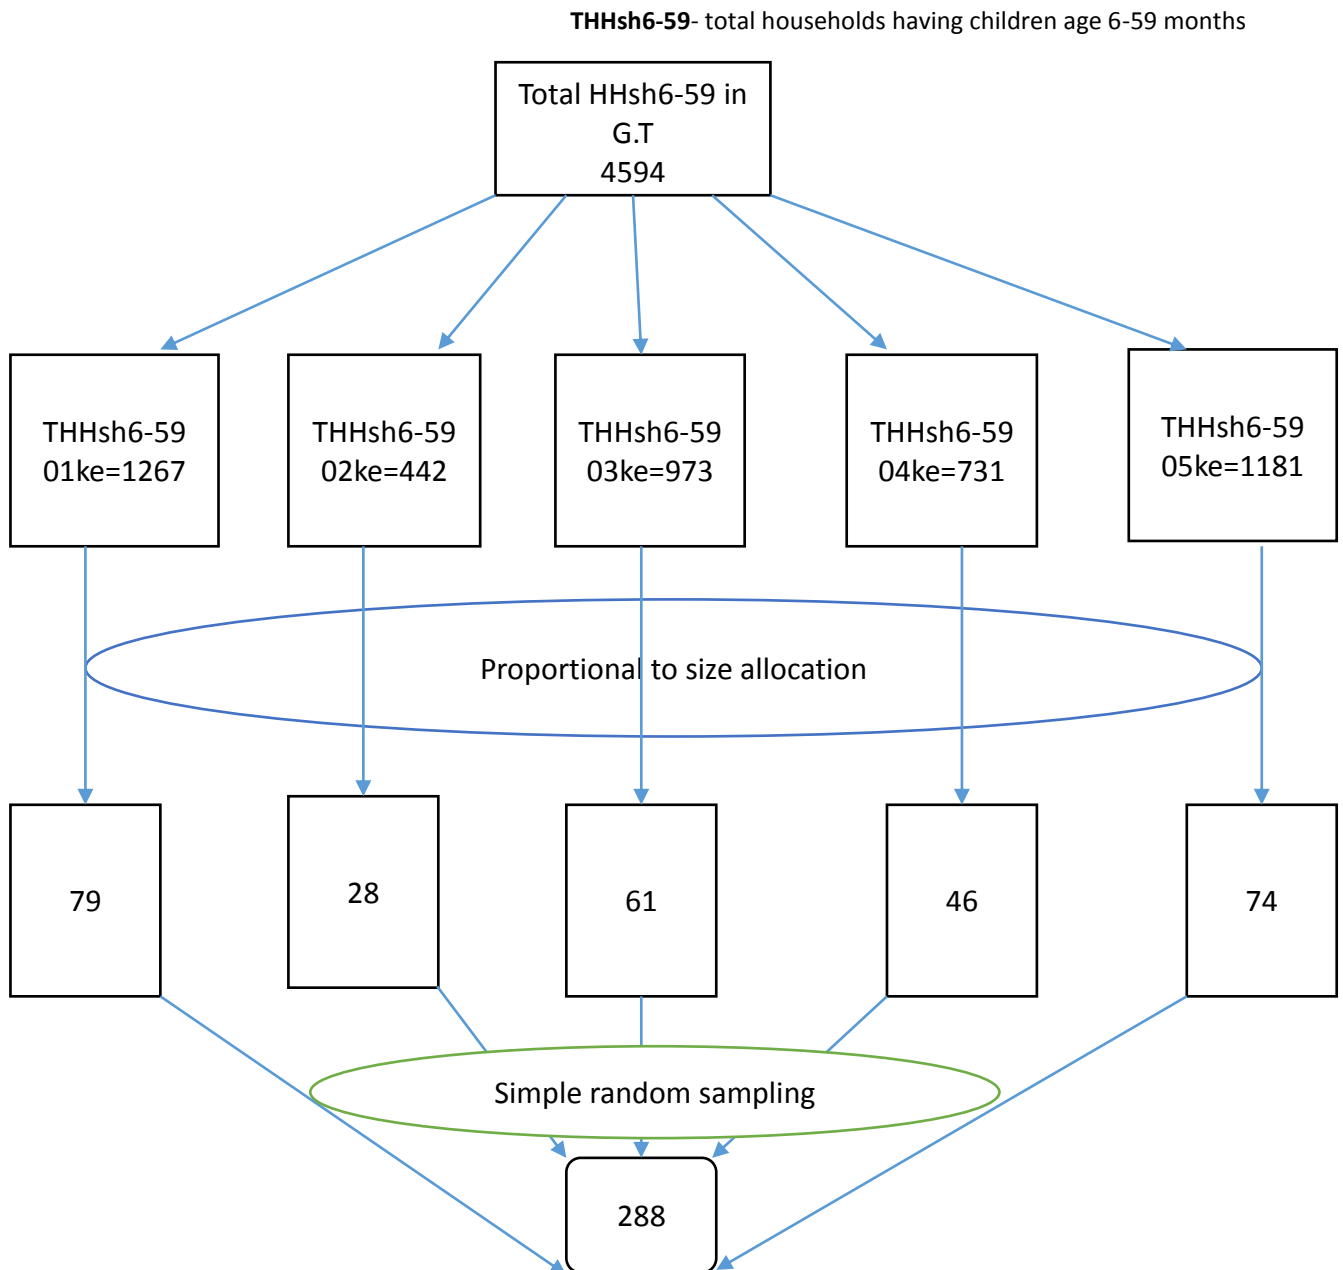 THHsh6-59- total households having children age 6-59 months
Total HHsh6-59 in
G.T
4594
THHsh6-59
01ke=1267
THHsh6-59
02ke=442
THHsh6-59
03ke=973
THHsh6-59
04ke=731
THHsh6-59
05ke=1181
Proportional to size allocation
79
28
61
46
74
Simple random sampling
288